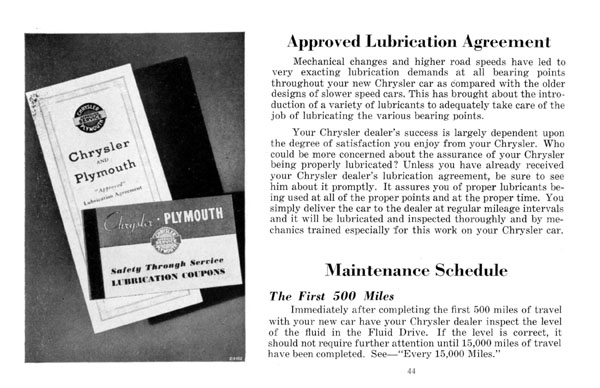 CHRYSLER
PLYMOUTH
Chrysler
AND
Plymouth
"Approved"
Lubrication Agreement
Chrysler PLYMOUTH
Safety Through Service
LUBRICATION COUPONS
Approved Lubrication Agreement
Mechanical changes and higher road speeds have led to
very exacting lubrication demands at all bearing points
throughout your new Chrysler car as compared with the older
designs of slower speed cars. This has brought about the intro-
duction of a variety of lubricants to adequately take care of the
job of lubricating the various bearing points.
Your Chrysler dealer's success is largely dependent upon
the degree of satisfaction you enjoy from your Chrysler. Who
could be more concerned about the assurance of your Chrysler
being properly lubricated? Unless you have already received
your Chrysler dealer's lubrication agreement, be sure to see
him about it promptly. It assures you of proper lubricants be-
ing used at all of the proper points and at the proper time. You
simply deliver the car to the dealer at regular mileage intervals
and it will be lubricated and inspected thoroughly and by me-
chanics trained especially for this work on your Chrysler car.
Maintenance Schedule
The First 500 Miles
Immediately after completing the first 500 miles of travel
with your new car have your Chrysler dealer inspect the level
of the fluid in the Fluid Drive. If the level is correct, it
should not require further attention until 15,000 miles of travel
have been completed. See—"Every 15,000 Miles."
44